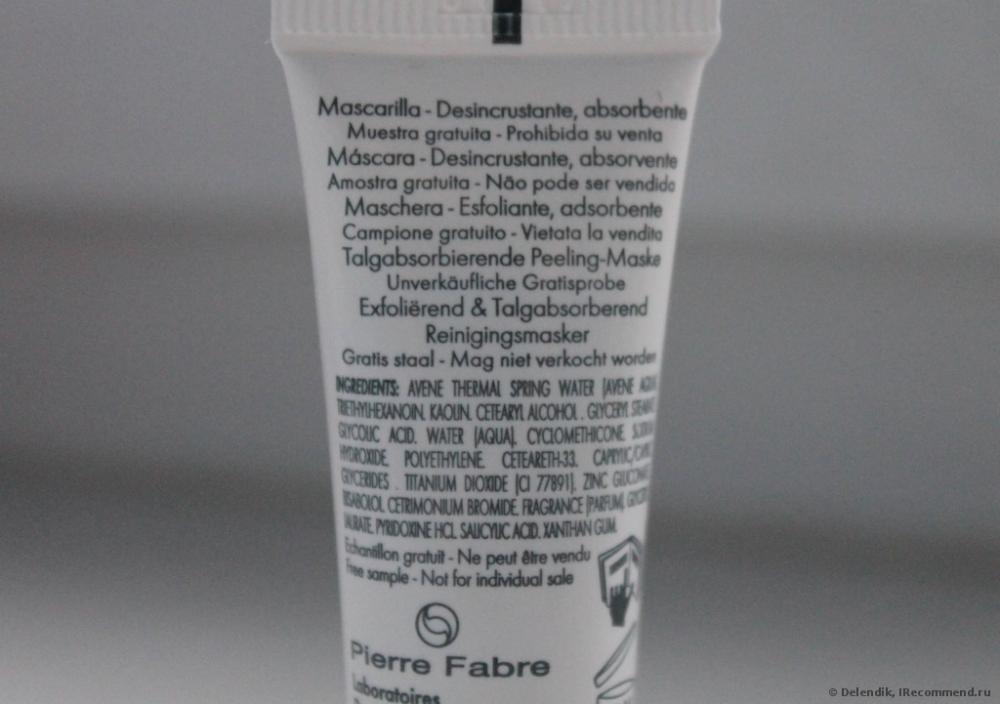 Mascarilla - Desincrustante, absorbente
Muestra gratuita - Prohibida su venta
Máscara - Desincrustante, absorvente
Amostra gratuita - Não pode ser vendido
Maschera - Esfoliante, adsorbente
Campione gratuito - Vietata la vendita
Talgabsorbierende Peeling-Maske
Unverkäufliche Gratisprobe
Exfoliërend & Talgabsorberend
Reinigingsmasker
Gratis staal - Mag niet verkocht worden
INGREDIENTS: AVENE THERMAL SPRING WATER (AVENE AQUA
TRIETHYLHEXANOIN. KAOLIN. CETEARYL ALCOHOL . GLYCERYL
GLYCOLIC ACID. WATER (AQUA). CYCLOMETHICONE.
HYDROXIDE. POLYETHYLENE. CETEARETH-33.
GLYCERIDES . TITANIUM DIOXIDE (CI 77891). ZINC
BISABOLOL. CETRIMONIUM BROMIDE. FRAGRANCE (PARFUM).
LAURATE. PYRIDOXINE HCL. SALICYLIC ACID. XANTHAN GUM.
Echantillon gratuit - Ne peut être vendu
Free sample - Not for individual sale
Pierre Fabre
Laboratoires
© Delendik, IRecommend.ru